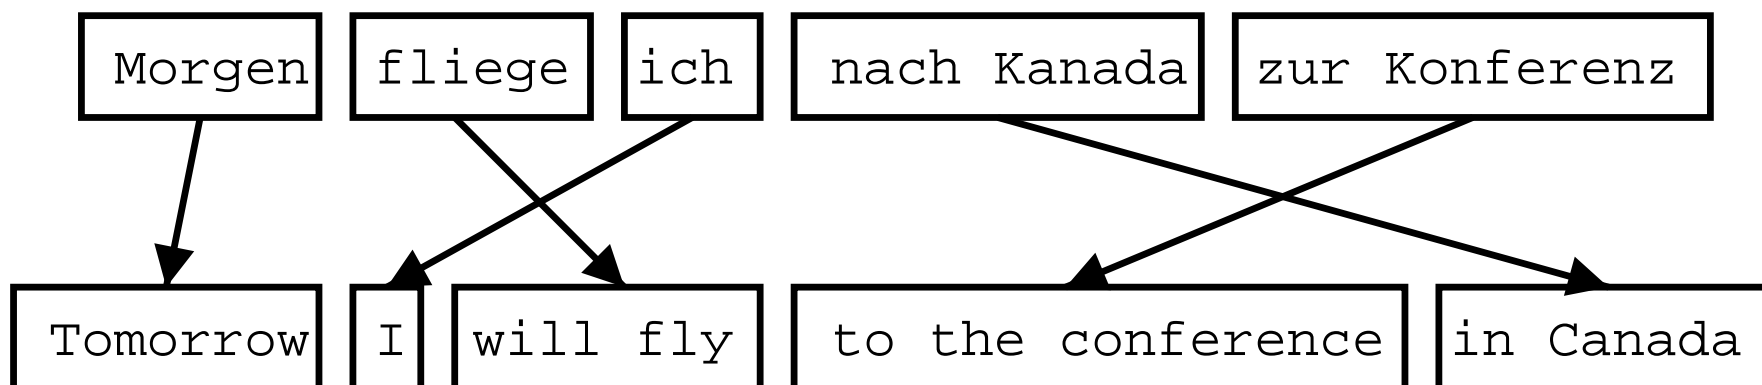 Morgen fliege ich nach Kanada zur Konferenz
Tomorrow I will fly to the conference in Canada